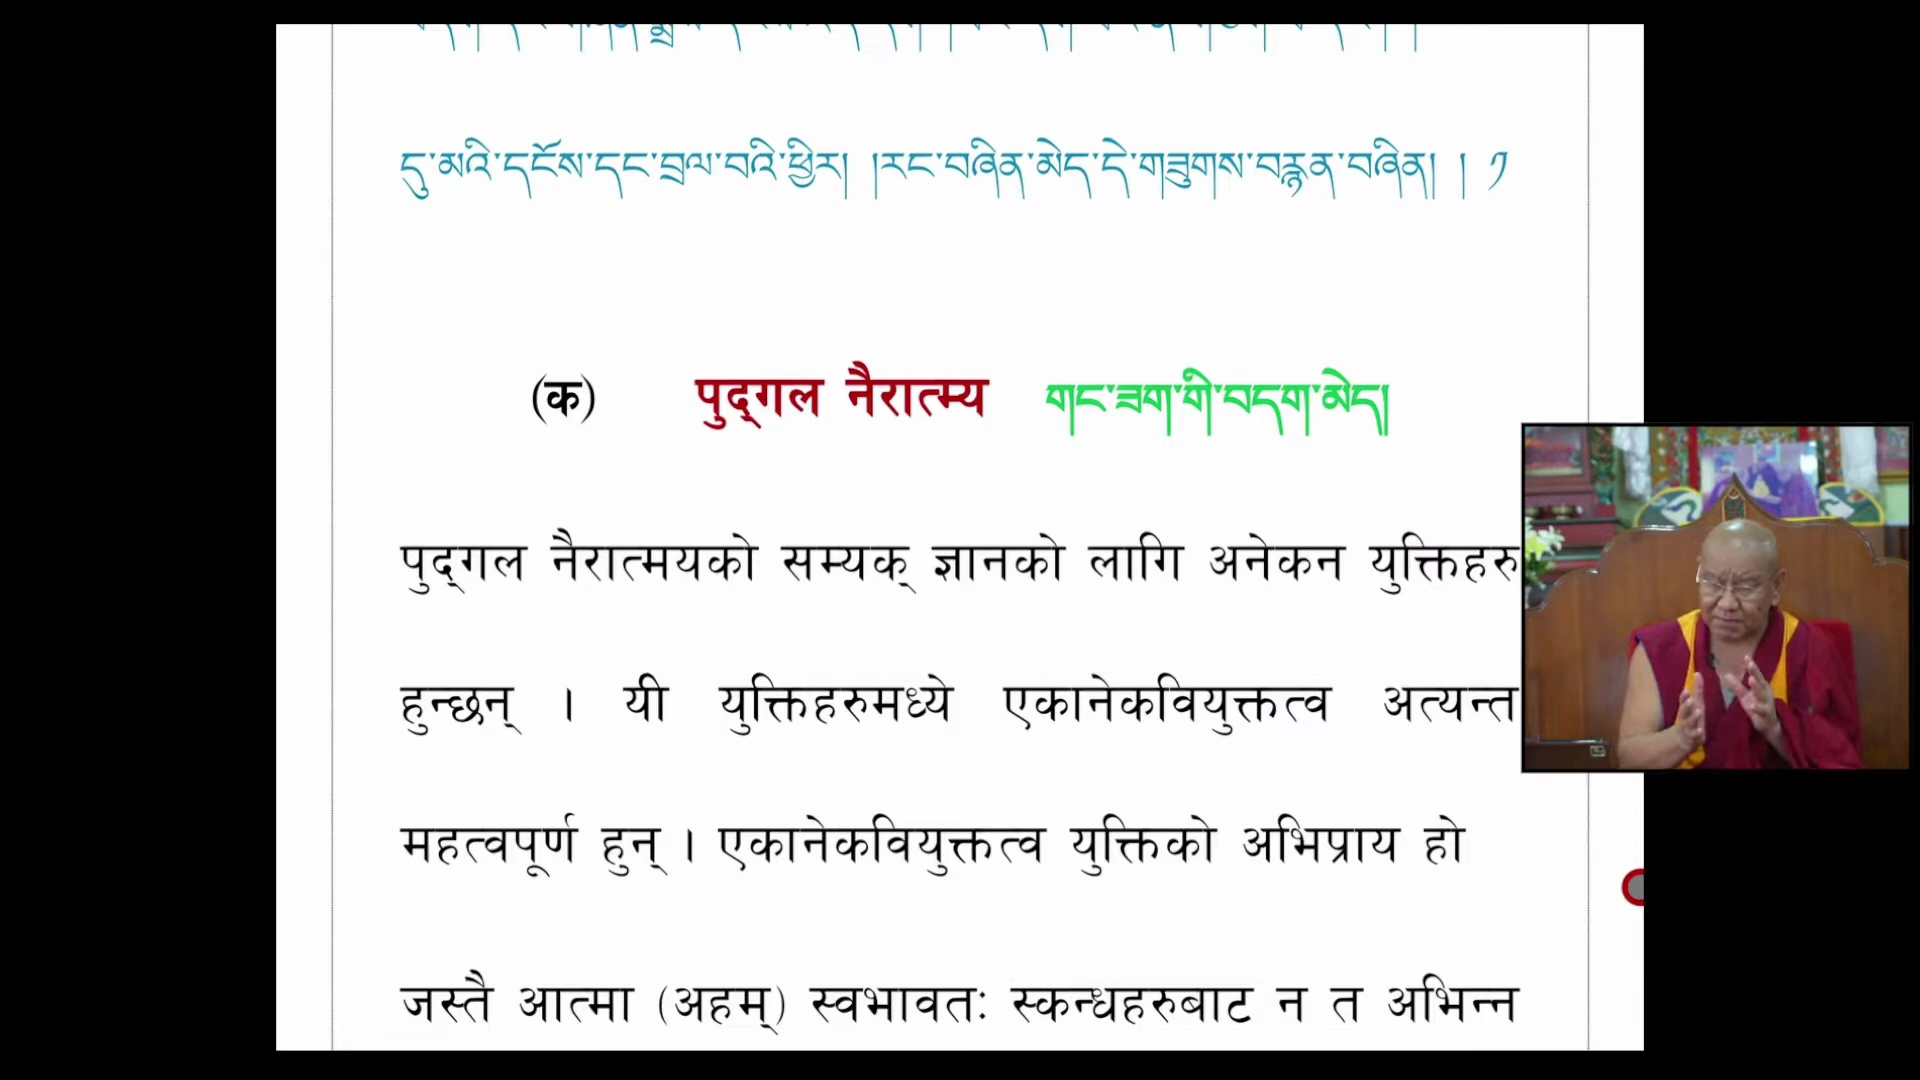 དུ་མའི་དངོས་དང་བྲལ་བའི་ཕྱིར། །རང་བཞིན་མེད་དེ་གཟུགས་བརྙན་བཞིན། ། ༡
(क) पुद्‌गल नैरात्म्य གང་ཟག་གི་བདག་མེད།
पुद्‌गल नैरात्मयको सम्यक् ज्ञानको लागि अनेकन युक्तिहरु
हुन्छन् । यी युक्तिहरुमध्ये एकानेकवियुक्तत्व अत्यन्त
महत्वपूर्ण हुन् । एकानेकवियुक्तत्व युक्तिको अभिप्राय हो
जस्तै आत्मा (अहम्) स्वभावतः स्कन्धहरुबाट न त अभिन्न